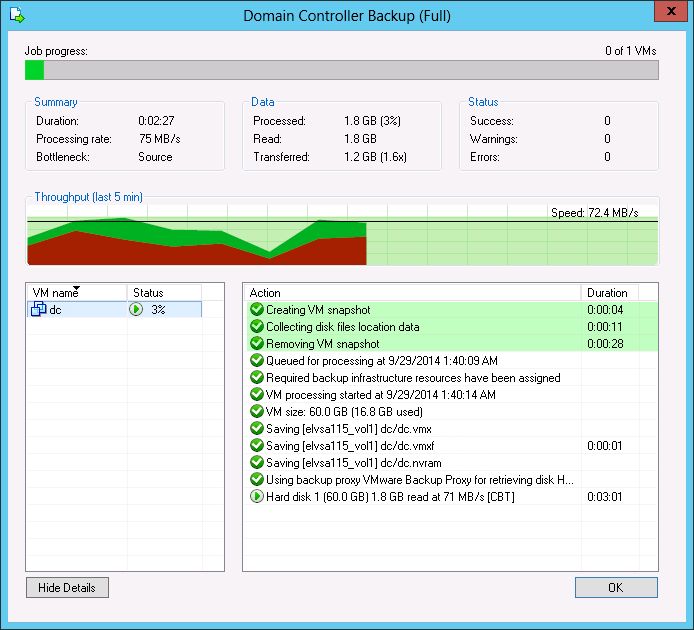 Domain Controller Backup (Full)
X
Job progress:
0 of 1 VMs
Summary
Duration: 0:02:27
Processing rate: 75 MB/s
Bottleneck: Source
Data
Processed: 1.8 GB (3%)
Read: 1.8 GB
Transferred: 1.2 GB (1.6x)
Status
Success: 0
Warnings: 0
Errors: 0
Throughput (last 5 min)
Speed: 72.4 MB/s
VM name Status
dc 3%
Action Duration
Creating VM snapshot 0:00:04
Collecting disk files location data 0:00:11
Removing VM snapshot 0:00:28
Queued for processing at 9/29/2014 1:40:09 AM
Required backup infrastructure resources have been assigned
VM processing started at 9/29/2014 1:40:14 AM
VM size: 60.0 GB (16.8 GB used)
Saving [elvsa115_vol1] dc/dc.vmx
Saving [elvsa115_vol1] dc/dc.vmxf 0:00:01
Saving [elvsa115_vol1] dc/dc.nvram
Using backup proxy VMware Backup Proxy for retrieving disk H...
Hard disk 1 (60.0 GB) 1.8 GB read at 71 MB/s [CBT] 0:03:01
Hide Details
OK